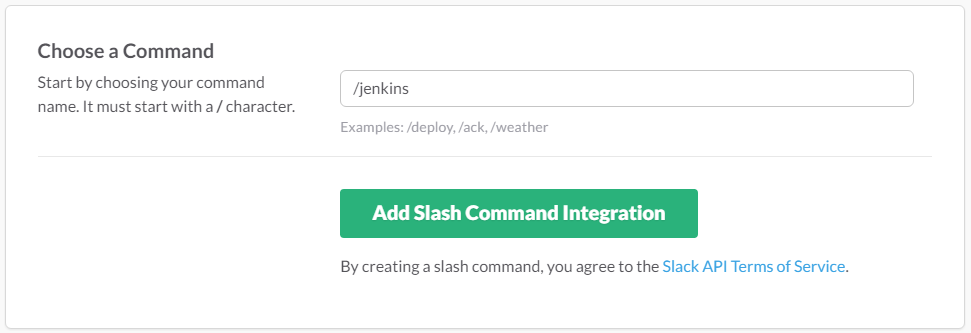 Choose a Command
Start by choosing your command
name. It must start with a / character.
/jenkins
Examples: /deploy, /ack, /weather
Add Slash Command Integration
By creating a slash command, you agree to the Slack API Terms of Service.